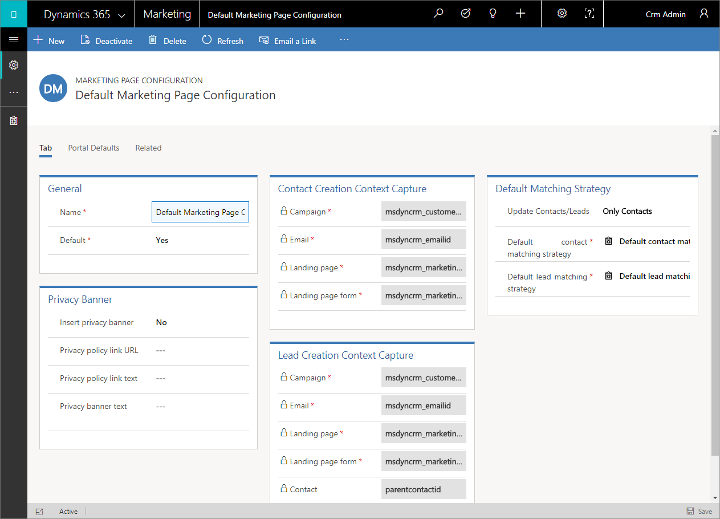 Dynamics 365
Marketing
Default Marketing Page Configuration
Crm Admin
New
Deactivate
Delete
Refresh
Email a Link
...
DM
MARKETING PAGE CONFIGURATION
Default Marketing Page Configuration
Tab
Portal Defaults
Related
General
Name *
Default Marketing Page C
Default *
Yes
Privacy Banner
Insert privacy banner
No
Privacy policy link URL
---
Privacy policy link text
---
Privacy banner text
---
Contact Creation Context Capture
Campaign *
msdyncrm_custome...
Email *
msdyncrm_emailid
Landing page *
msdyncrm_marketin...
Landing page form *
msdyncrm_marketin...
Lead Creation Context Capture
Campaign *
msdyncrm_custome...
Email *
msdyncrm_emailid
Landing page *
msdyncrm_marketin...
Landing page form *
msdyncrm_marketin...
Contact
parentcontactid
Default Matching Strategy
Update Contacts/Leads
Only Contacts
Default contact *
matching strategy
Default contact mat
Default lead matching *
strategy
Default lead matchi
Active
Save